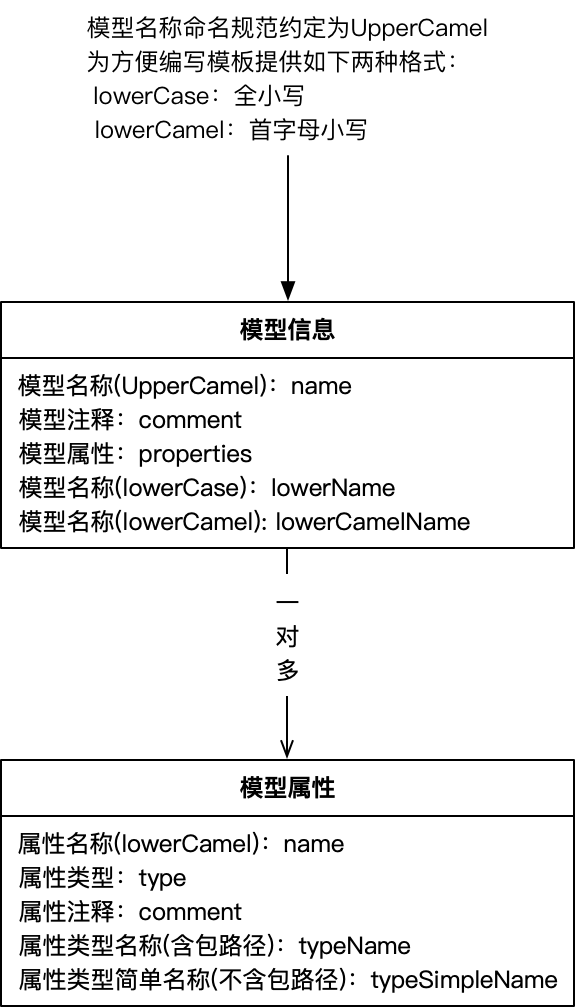 模型名称命名规范约定为UpperCamel
为方便编写模板提供如下两种格式：
lowerCase：全小写
lowerCamel：首字母小写
模型信息
模型名称(UpperCamel)：name
模型注释：comment
模型属性：properties
模型名称(lowerCase)：lowerName
模型名称(lowerCamel): lowerCamelName
一
对
多
模型属性
属性名称(lowerCamel)：name
属性类型：type
属性注释：comment
属性类型名称(含包路径)：typeName
属性类型简单名称(不含包路径)：typeSimpleName